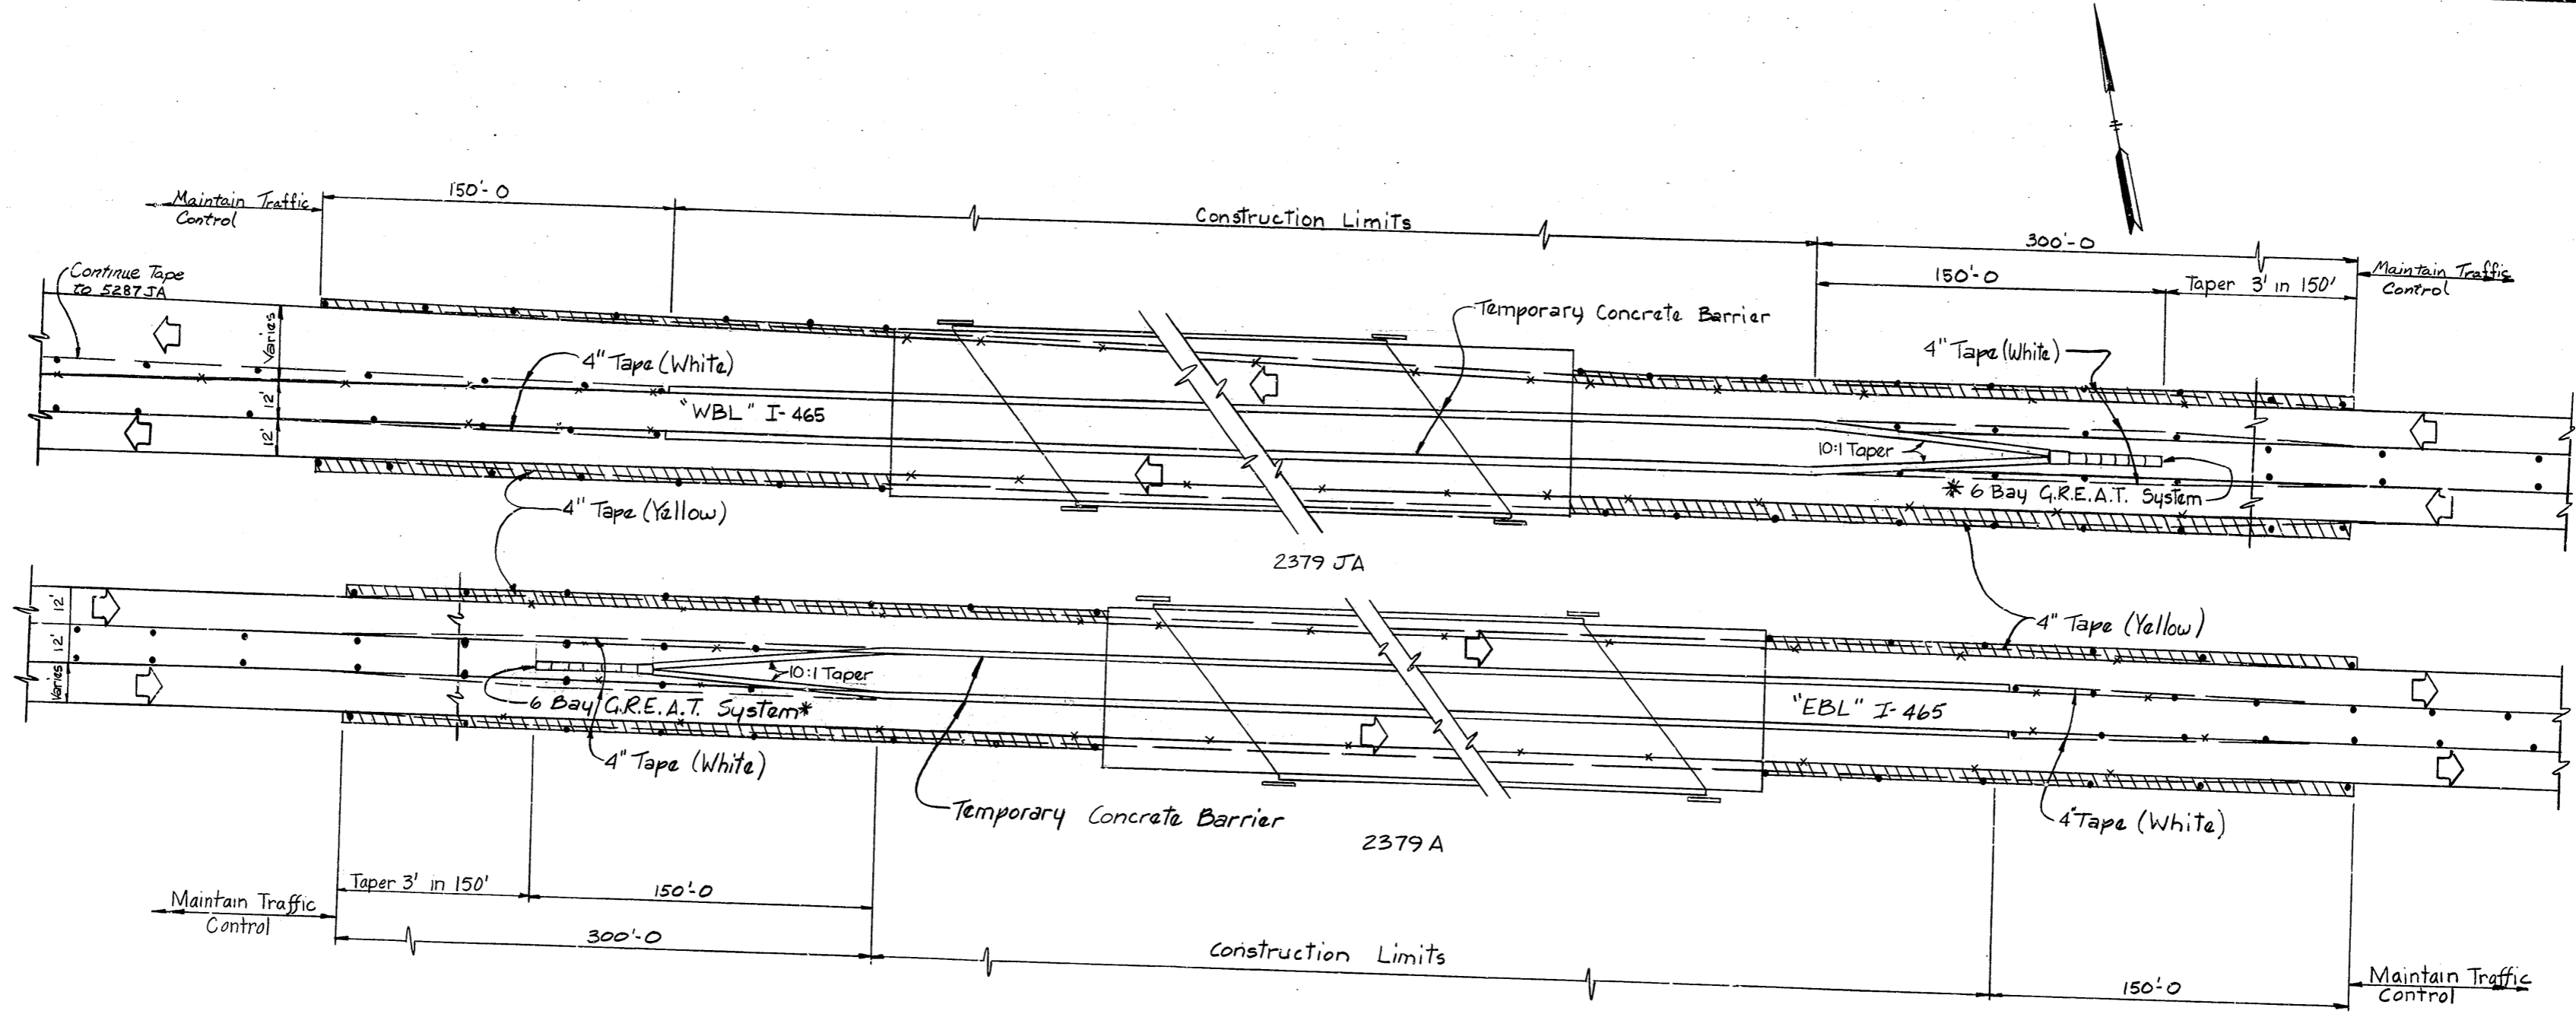 150'-0
Maintain Traffic
Control
Construction Limits
300'-0
150'-0
Taper 3' in 150'
Maintain Traffic
Control
Continue Tape
to 5287 JA
Temporary Concrete Barrier
Varies
12'
12'
4" Tape (White)
4" Tape (White)
"WBL" I-465
10:1 Taper
* 6 Bay G.R.E.A.T. System
4" Tape (Yellow)
2379 JA
12'
12'
Varies
4" Tape (Yellow)
10:1 Taper
6 Bay G.R.E.A.T. System*
"EBL" I-465
4" Tape (White)
Temporary Concrete Barrier
4" Tape (White)
2379 A
Taper 3' in 150'
150'-0
Maintain Traffic
Control
300'-0
Construction Limits
150'-0
Maintain Traffic
Control